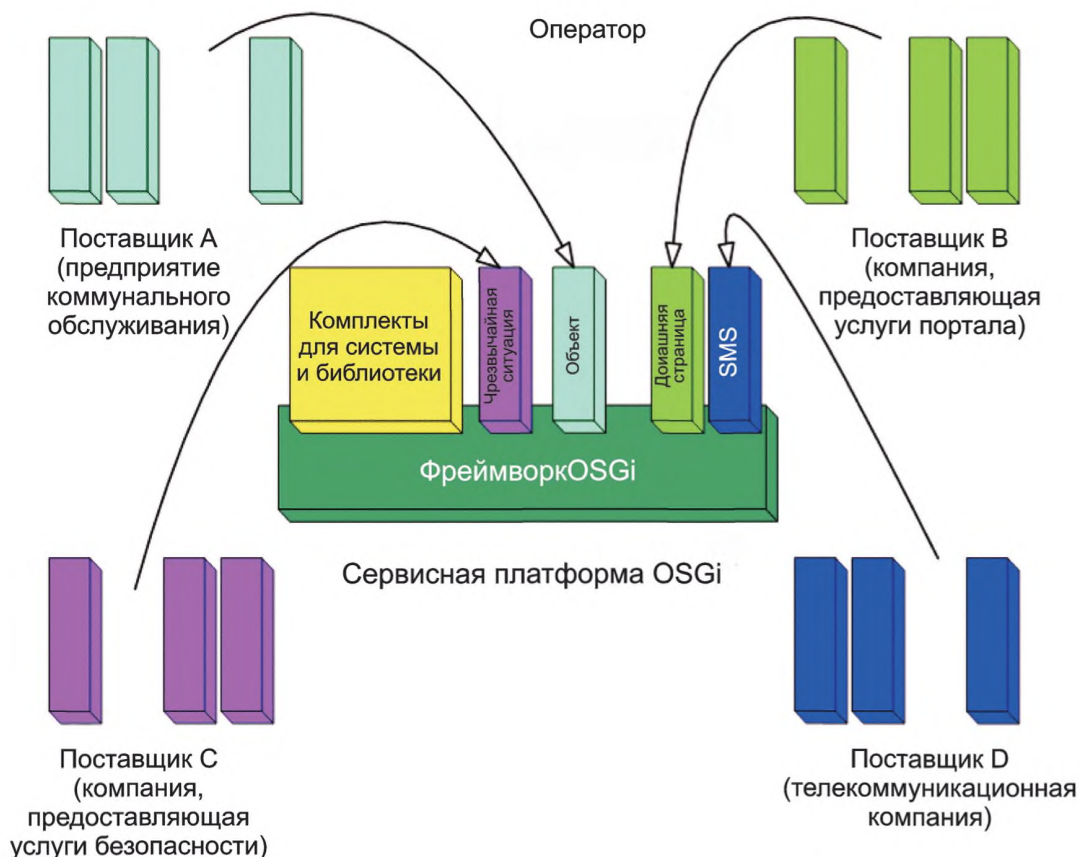 Оператор
Поставщик А
(предприятие
коммунального
обслуживания)
Поставщик В
(компания,
предоставляющая
услуги портала)
Комплекты
для системы
и библиотеки
Чрезвычайная
ситуация
Объект
Домашняя
страница
SMS
ФреймворкOSGi
Сервисная платформа OSGi
Поставщик С
(компания,
предоставляющая
услуги безопасности)
Поставщик D
(телекоммуникационная
компания)